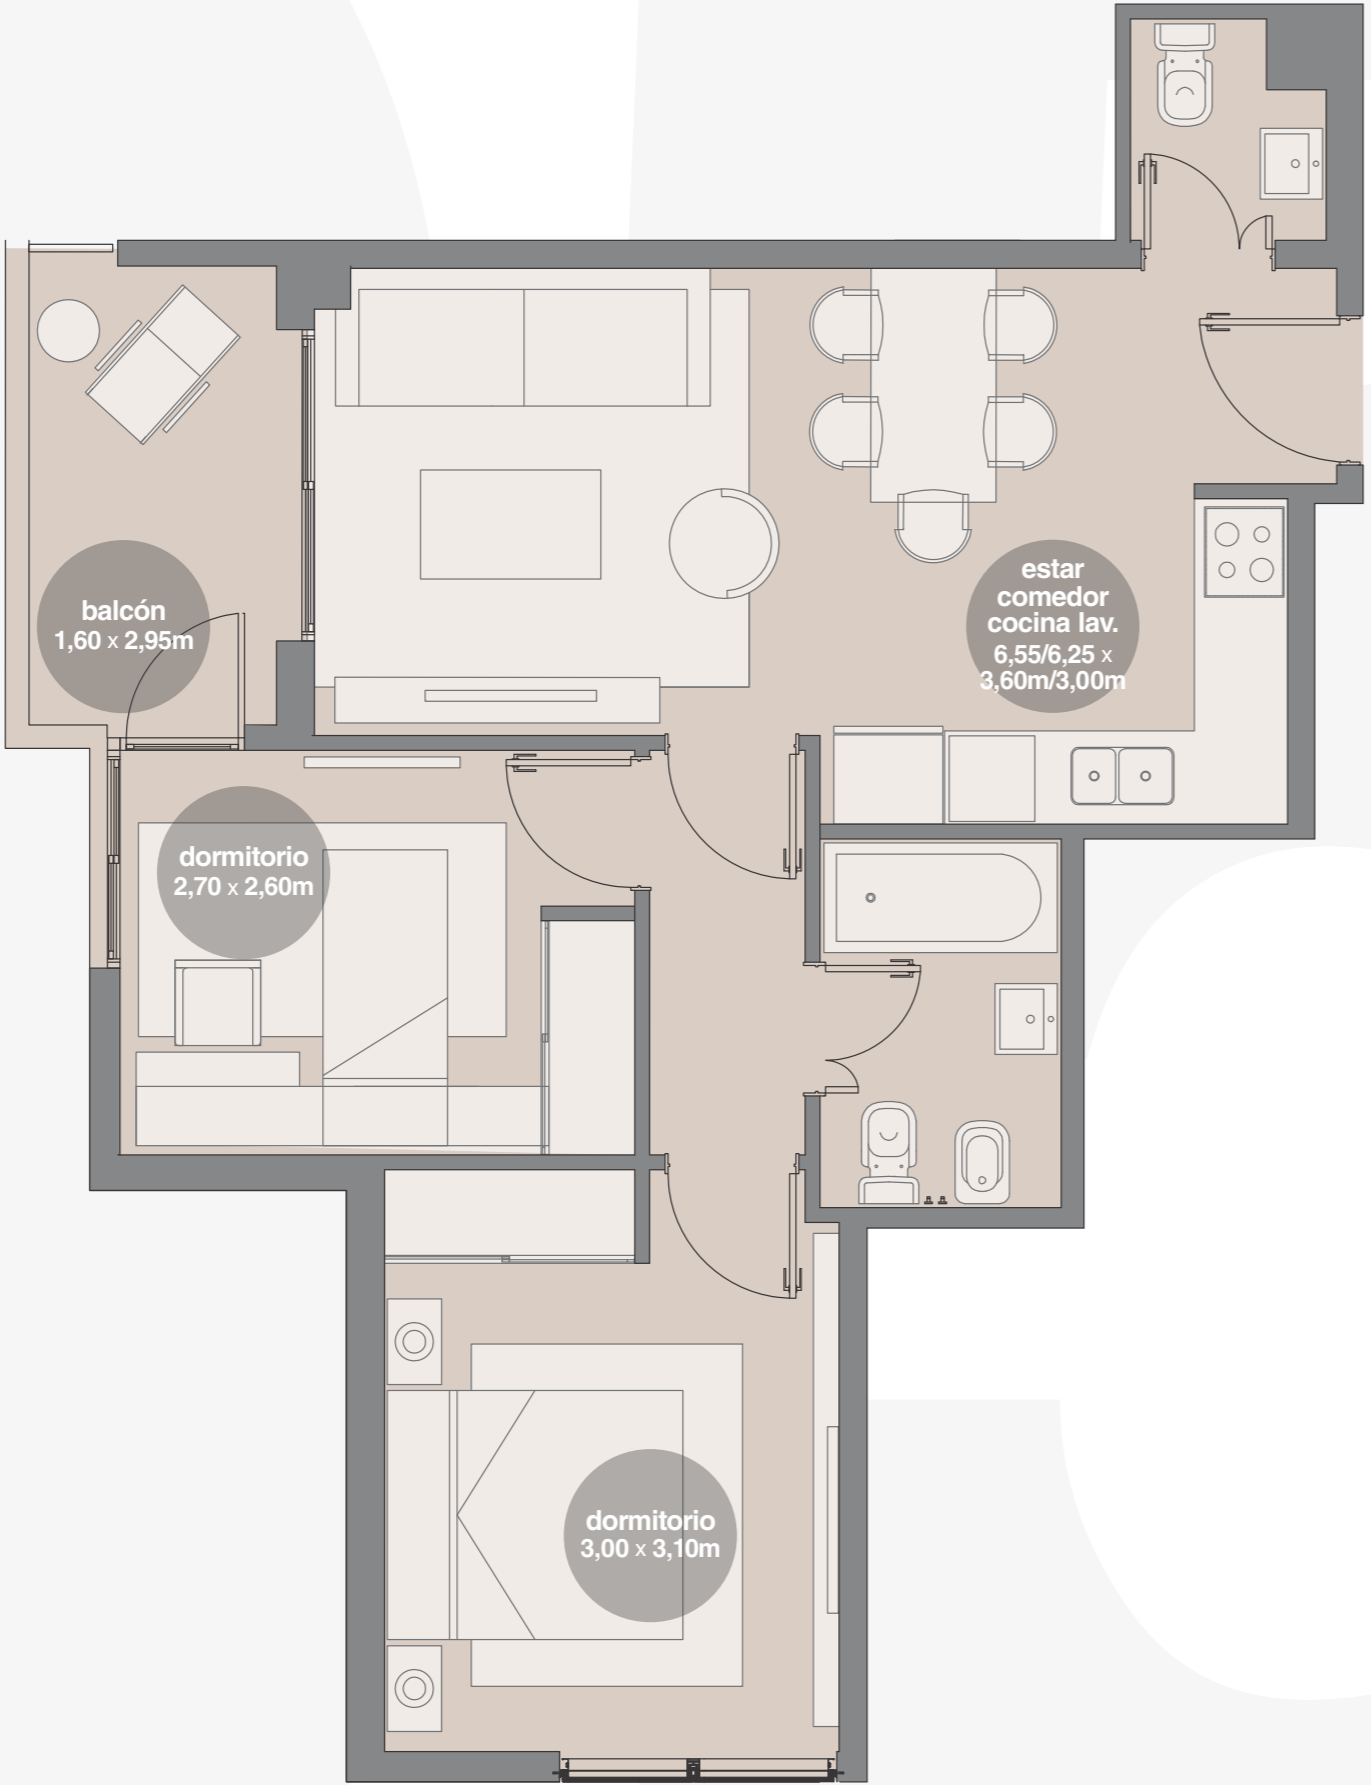 balcón
1,60 x 2,95m
estar
comedor
cocina lav.
6,55/6,25 x
3,60m/3,00m
dormitorio
2,70 x 2,60m
dormitorio
3,00 x 3,10m